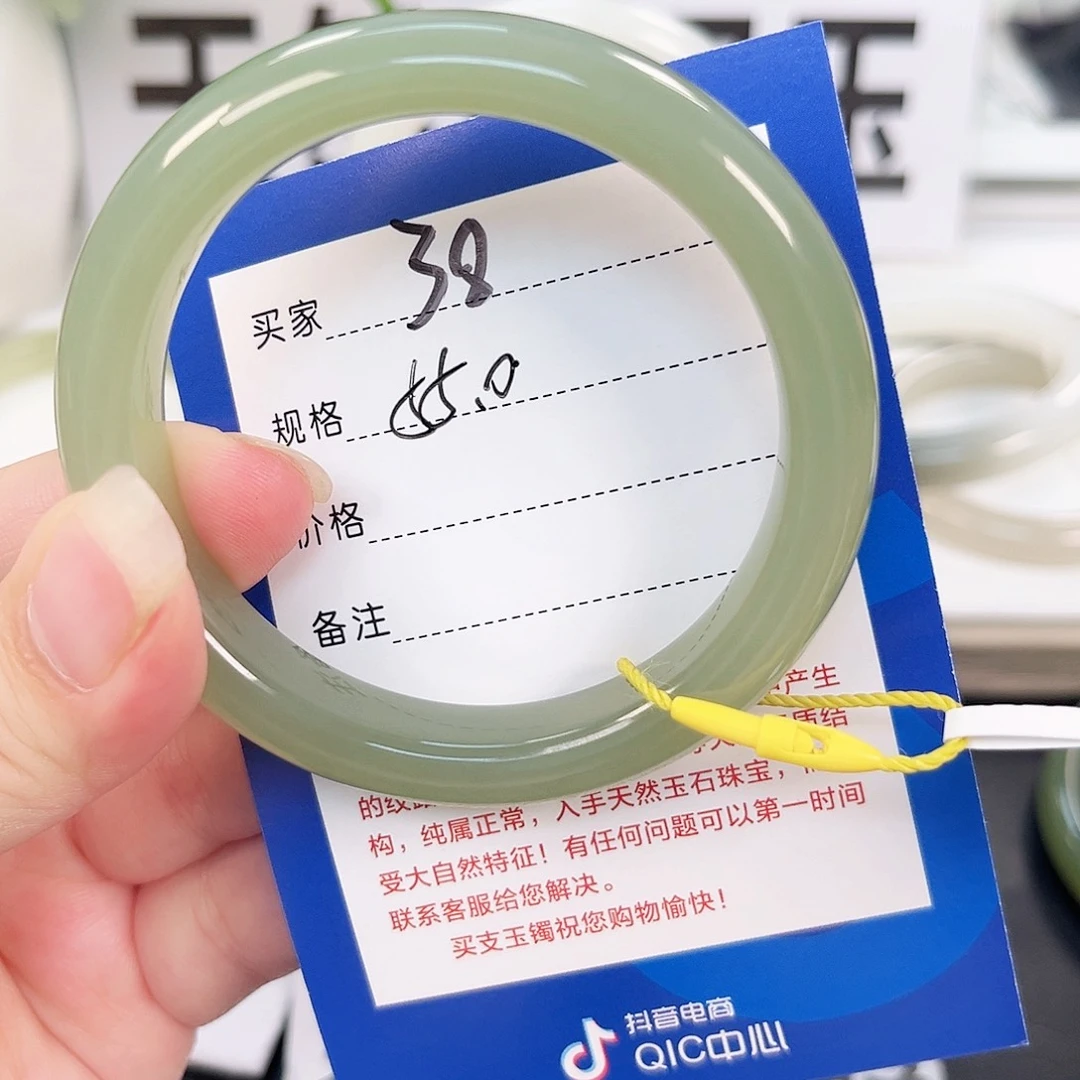 玉
买家 38
规格 55.0
价格
备注
产生
质结
的纹
构，纯属正常，入手天然玉石珠宝，
受大自然特征！有任何问题可以第一时间
联系客服给您解决。
买支玉镯祝您购物愉快！
抖音电商
QIC中心